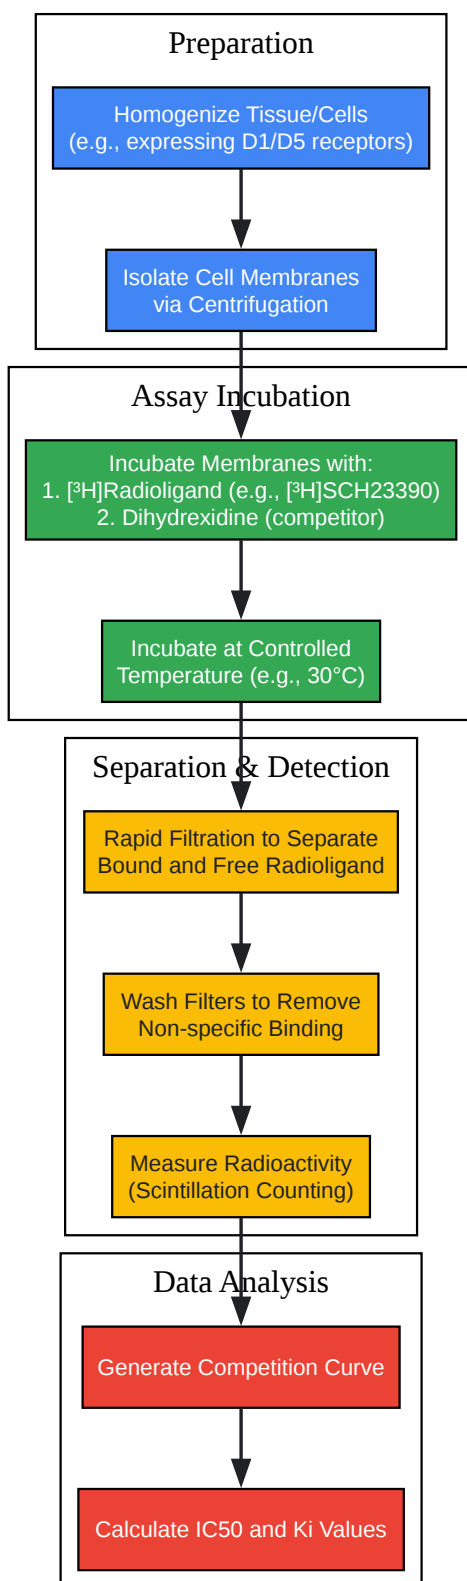 Preparation
Homogenize Tissue/Cells
(e.g., expressing D1/D5 receptors)
Isolate Cell Membranes
via Centrifugation
Assay Incubation
Incubate Membranes with:
1. [³H]Radioligand (e.g., [³H]SCH23390)
2. Dihydrexidine (competitor)
Incubate at Controlled
Temperature (e.g., 30°C)
Separation & Detection
Rapid Filtration to Separate
Bound and Free Radioligand
Wash Filters to Remove
Non-specific Binding
Measure Radioactivity
(Scintillation Counting)
Data Analysis
Generate Competition Curve
Calculate IC50 and Ki Values